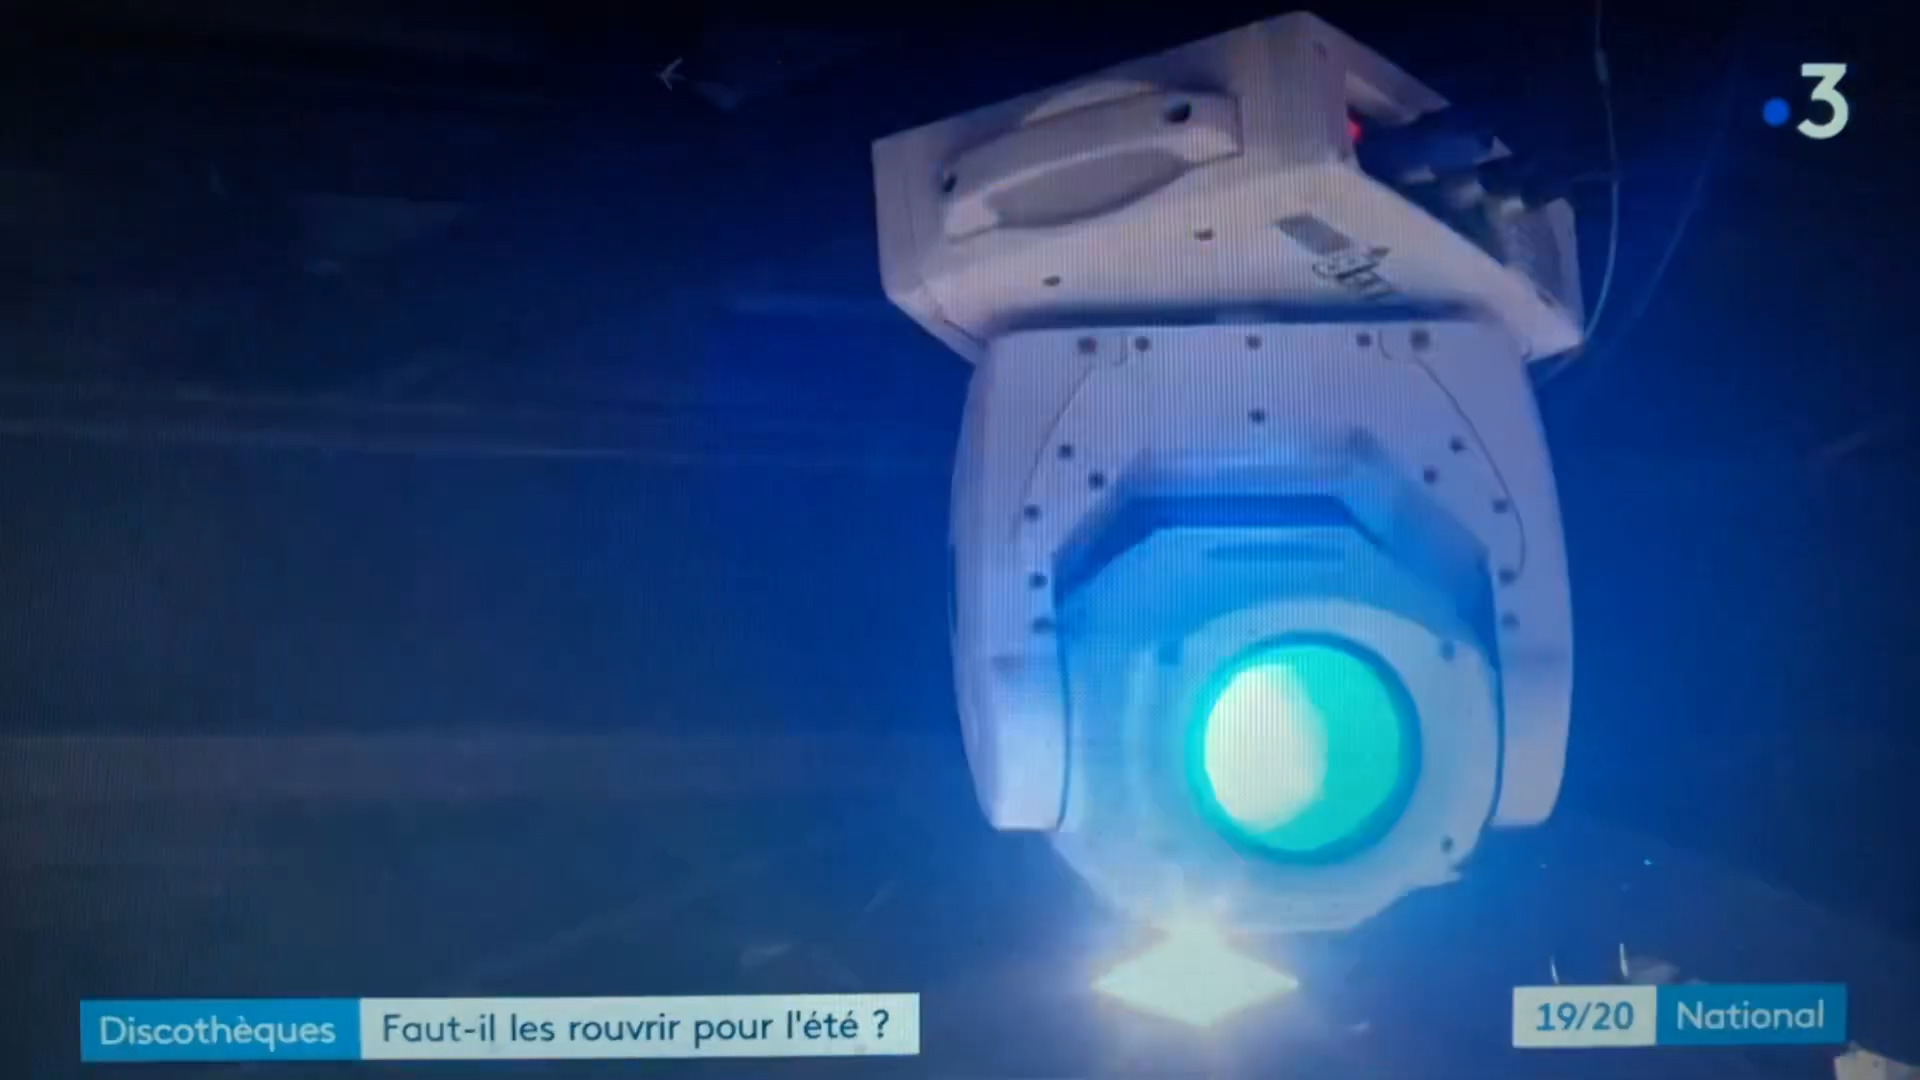 3
Discothèques Faut-il les rouvrir pour l'été ?
19/20 National